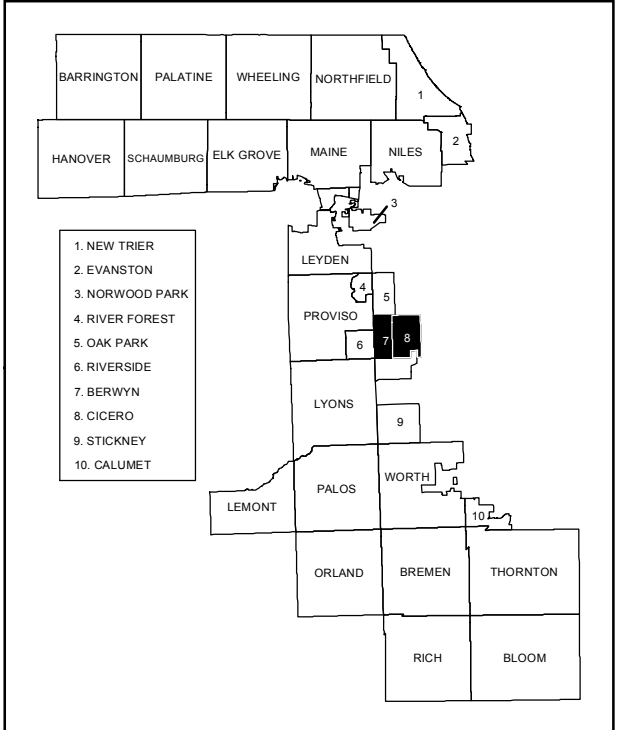 BARRINGTON
PALATINE
WHEELING
NORTHFIELD
1
2
HANOVER
SCHAUMBURG
ELK GROVE
MAINE
NILES
3
LEYDEN
1. NEW TRIER
2. EVANSTON
3. NORWOOD PARK
4. RIVER FOREST
5. OAK PARK
6. RIVERSIDE
7. BERWYN
8. CICERO
9. STICKNEY
10. CALUMET
4
5
PROVISO
6
7
8
LYONS
9
WORTH
PALOS
LEMONT
10
ORLAND
BREMEN
THORNTON
RICH
BLOOM